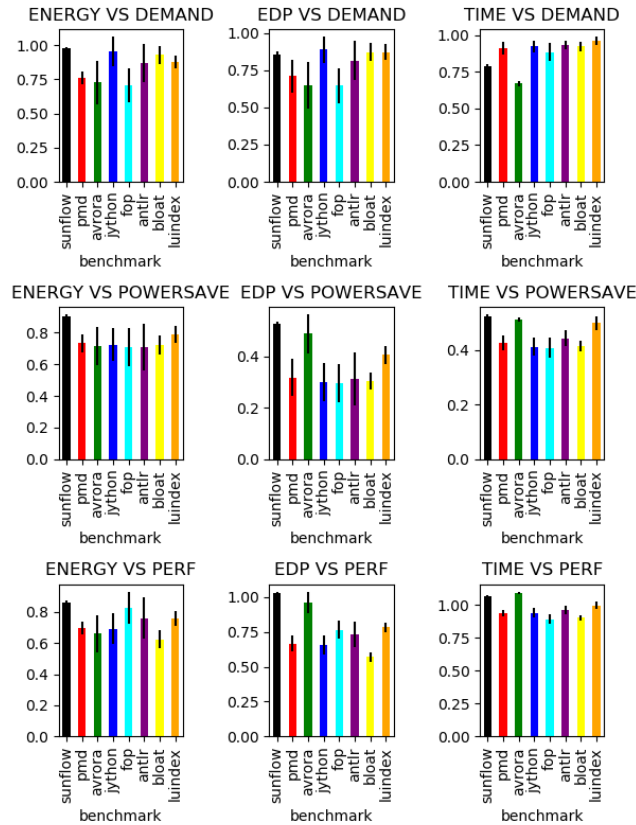 ENERGY VS DEMAND
1.00
0.75
0.50
0.25
0.00
sunflow
pmd
avrora
jython
fop
antlr
bloat
luindex
benchmark
EDP VS DEMAND
1.00
0.75
0.50
0.25
0.00
sunflow
pmd
avrora
jython
fop
antlr
bloat
luindex
benchmark
TIME VS DEMAND
1.00
0.75
0.50
0.25
0.00
sunflow
pmd
avrora
jython
fop
antlr
bloat
luindex
benchmark
ENERGY VS POWERSAVE
0.8
0.6
0.4
0.2
0.0
sunflow
pmd
avrora
jython
fop
antlr
bloat
luindex
benchmark
EDP VS POWERSAVE
0.4
0.2
0.0
sunflow
pmd
avrora
jython
fop
antlr
bloat
luindex
benchmark
TIME VS POWERSAVE
0.4
0.2
0.0
sunflow
pmd
avrora
jython
fop
antlr
bloat
luindex
benchmark
ENERGY VS PERF
0.8
0.6
0.4
0.2
0.0
sunflow
pmd
avrora
jython
fop
antlr
bloat
luindex
benchmark
EDP VS PERF
1.00
0.75
0.50
0.25
0.00
sunflow
pmd
avrora
jython
fop
antlr
bloat
luindex
benchmark
TIME VS PERF
1.00
0.75
0.50
0.25
0.00
sunflow
pmd
avrora
jython
fop
antlr
bloat
luindex
benchmark